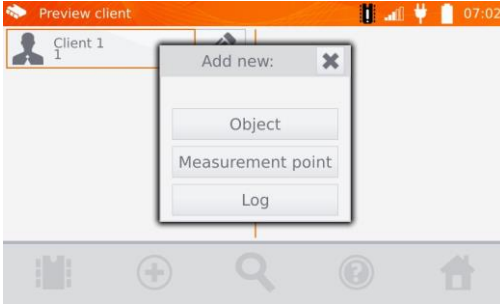 Preview client
07:02
Client 1
1
Add new:
Object
Measurement point
Log